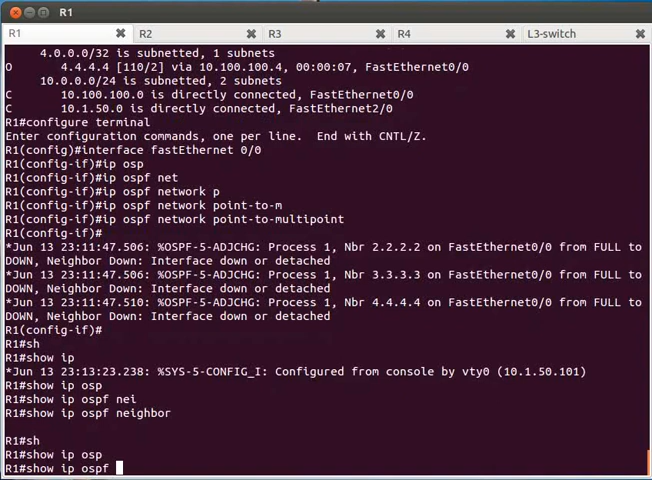 R1
R1
R2
R3
R4
L3-switch
4.0.0.0/32 is subnetted, 1 subnets
O 4.4.4.4 [110/2] via 10.100.100.4, 00:00:07, FastEthernet0/0
10.0.0.0/24 is subnetted, 2 subnets
C 10.100.100.0 is directly connected, FastEthernet0/0
C 10.1.50.0 is directly connected, FastEthernet2/0
R1#configure terminal
Enter configuration commands, one per line. End with CNTL/Z.
R1(config)#interface fastEthernet 0/0
R1(config-if)#ip osp
R1(config-if)#ip ospf net
R1(config-if)#ip ospf network p
R1(config-if)#ip ospf network point-to-m
R1(config-if)#ip ospf network point-to-multipoint
R1(config-if)#
*Jun 13 23:11:47.506: %OSPF-5-ADJCHG: Process 1, Nbr 2.2.2.2 on FastEthernet0/0 from FULL to
DOWN, Neighbor Down: Interface down or detached
*Jun 13 23:11:47.506: %OSPF-5-ADJCHG: Process 1, Nbr 3.3.3.3 on FastEthernet0/0 from FULL to
DOWN, Neighbor Down: Interface down or detached
*Jun 13 23:11:47.510: %OSPF-5-ADJCHG: Process 1, Nbr 4.4.4.4 on FastEthernet0/0 from FULL to
DOWN, Neighbor Down: Interface down or detached
R1(config-if)#
R1#sh
R1#show ip
*Jun 13 23:13:23.238: %SYS-5-CONFIG_I: Configured from console by vty0 (10.1.50.101)
R1#show ip osp
R1#show ip ospf nei
R1#show ip ospf neighbor
R1#sh
R1#show ip osp
R1#show ip ospf